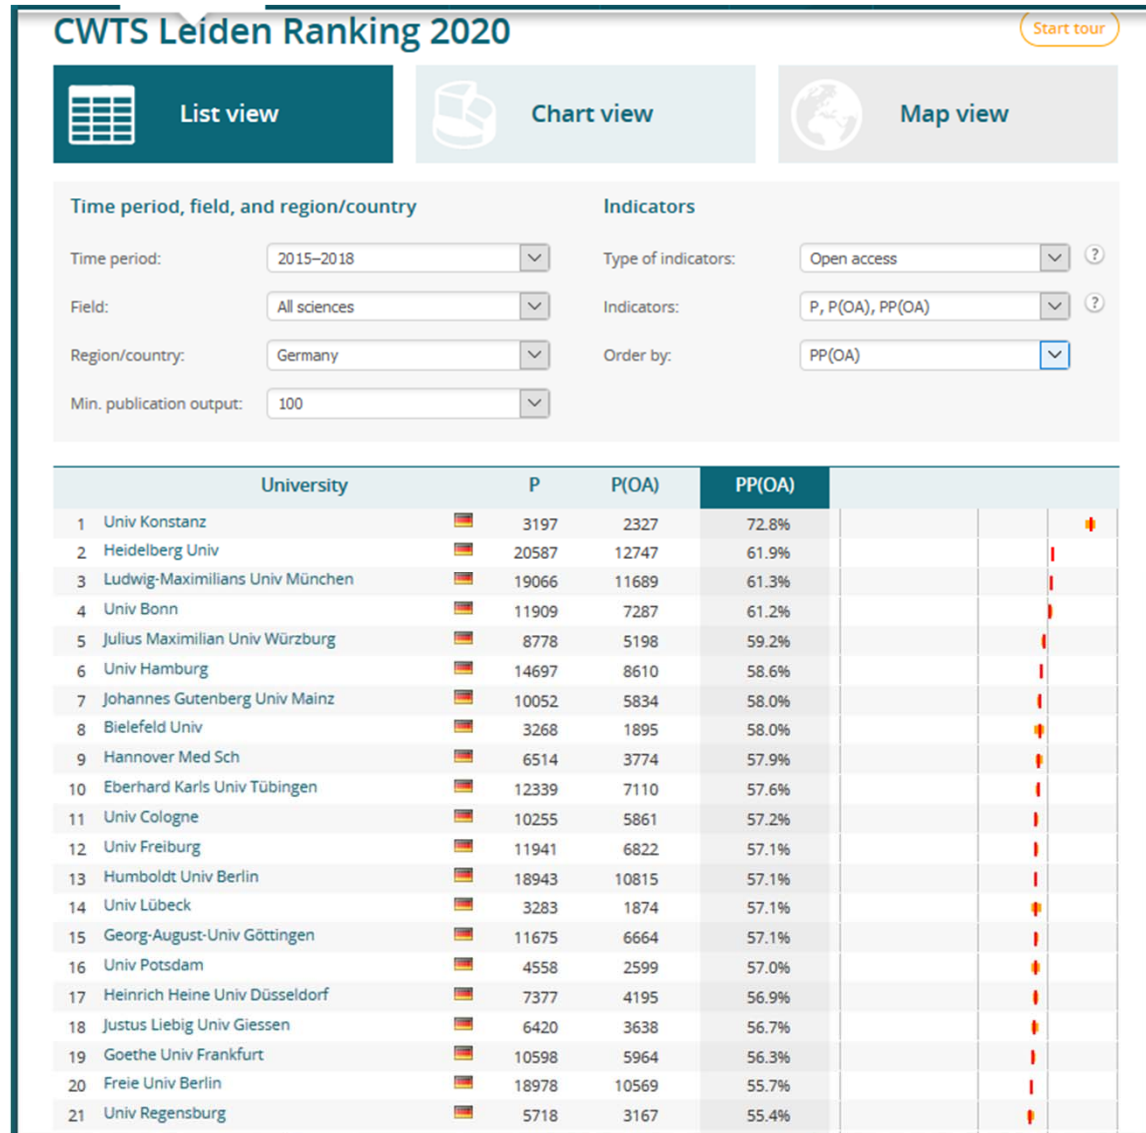 CWTS Leiden Ranking 2020
Start tour
List view
Chart view
Map view
Time period, field, and region/country
Indicators
Time period: 2015–2018
Type of indicators: Open access ?
Field: All sciences
Indicators: P, P(OA), PP(OA) ?
Region/country: Germany
Order by: PP(OA)
Min. publication output: 100
University P P(OA) PP(OA)
1 Univ Konstanz 3197 2327 72.8%
2 Heidelberg Univ 20587 12747 61.9%
3 Ludwig-Maximilians Univ München 19066 11689 61.3%
4 Univ Bonn 11909 7287 61.2%
5 Julius Maximilian Univ Würzburg 8778 5198 59.2%
6 Univ Hamburg 14697 8610 58.6%
7 Johannes Gutenberg Univ Mainz 10052 5834 58.0%
8 Bielefeld Univ 3268 1895 58.0%
9 Hannover Med Sch 6514 3774 57.9%
10 Eberhard Karls Univ Tübingen 12339 7110 57.6%
11 Univ Cologne 10255 5861 57.2%
12 Univ Freiburg 11941 6822 57.1%
13 Humboldt Univ Berlin 18943 10815 57.1%
14 Univ Lübeck 3283 1874 57.1%
15 Georg-August-Univ Göttingen 11675 6664 57.1%
16 Univ Potsdam 4558 2599 57.0%
17 Heinrich Heine Univ Düsseldorf 7377 4195 56.9%
18 Justus Liebig Univ Giessen 6420 3638 56.7%
19 Goethe Univ Frankfurt 10598 5964 56.3%
20 Freie Univ Berlin 18978 10569 55.7%
21 Univ Regensburg 5718 3167 55.4%